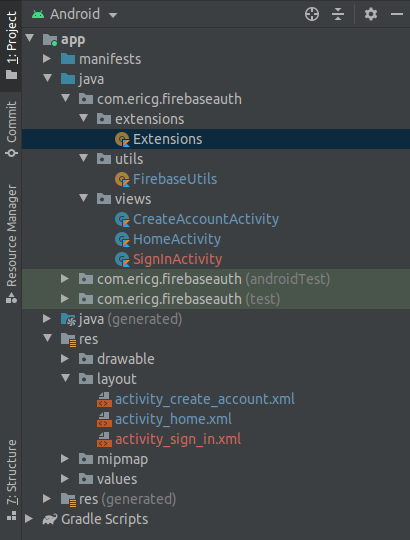 1: Project
Commit
Resource Manager
7: Structure
Android
app
manifests
java
com.ericg.firebaseauth
extensions
Extensions
utils
FirebaseUtils
views
CreateAccountActivity
HomeActivity
SignInActivity
com.ericg.firebaseauth (androidTest)
com.ericg.firebaseauth (test)
java (generated)
res
drawable
layout
activity_create_account.xml
activity_home.xml
activity_sign_in.xml
mipmap
values
res (generated)
Gradle Scripts